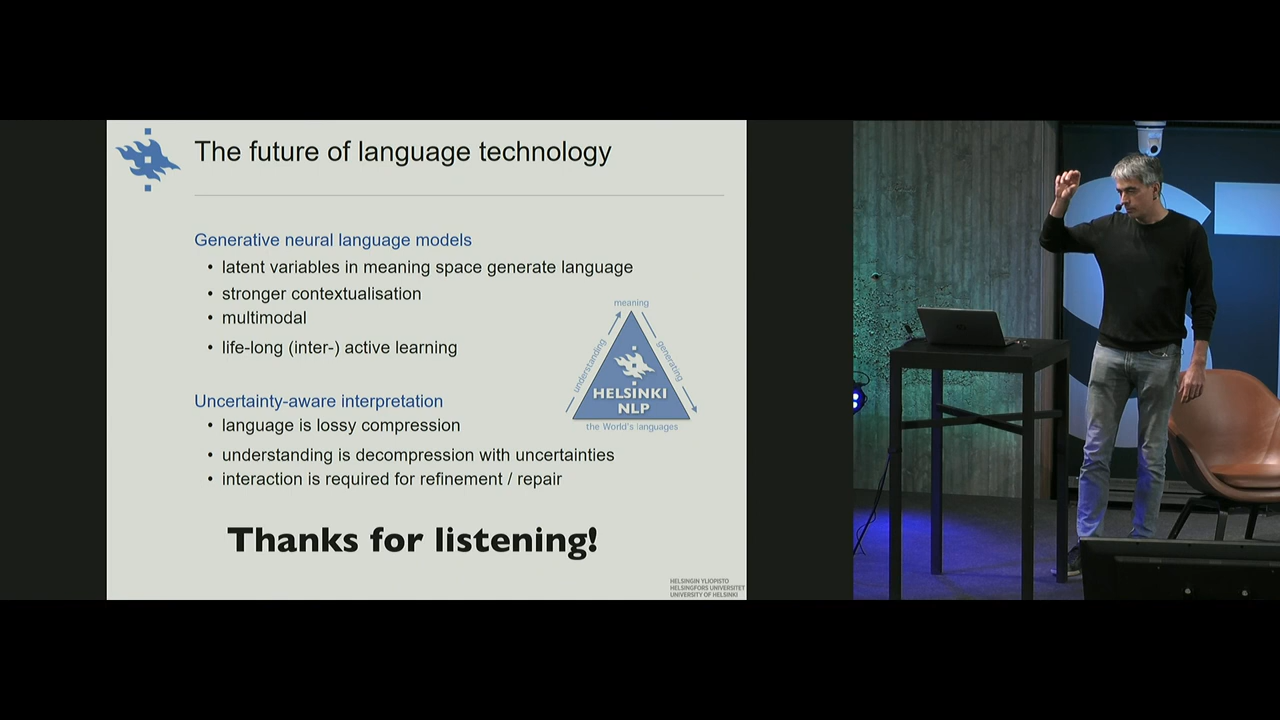 The future of language technology
Generative neural language models
• latent variables in meaning space generate language
• stronger contextualisation
• multimodal
• life-long (inter-) active learning
meaning
understanding
generating
HELSINKI
NLP
the World's languages
Uncertainty-aware interpretation
• language is lossy compression
• understanding is decompression with uncertainties
• interaction is required for refinement / repair
Thanks for listening!
HELSINGIN YLIOPISTO
HELSINGFORS UNIVERSITET
UNIVERSITY OF HELSINKI